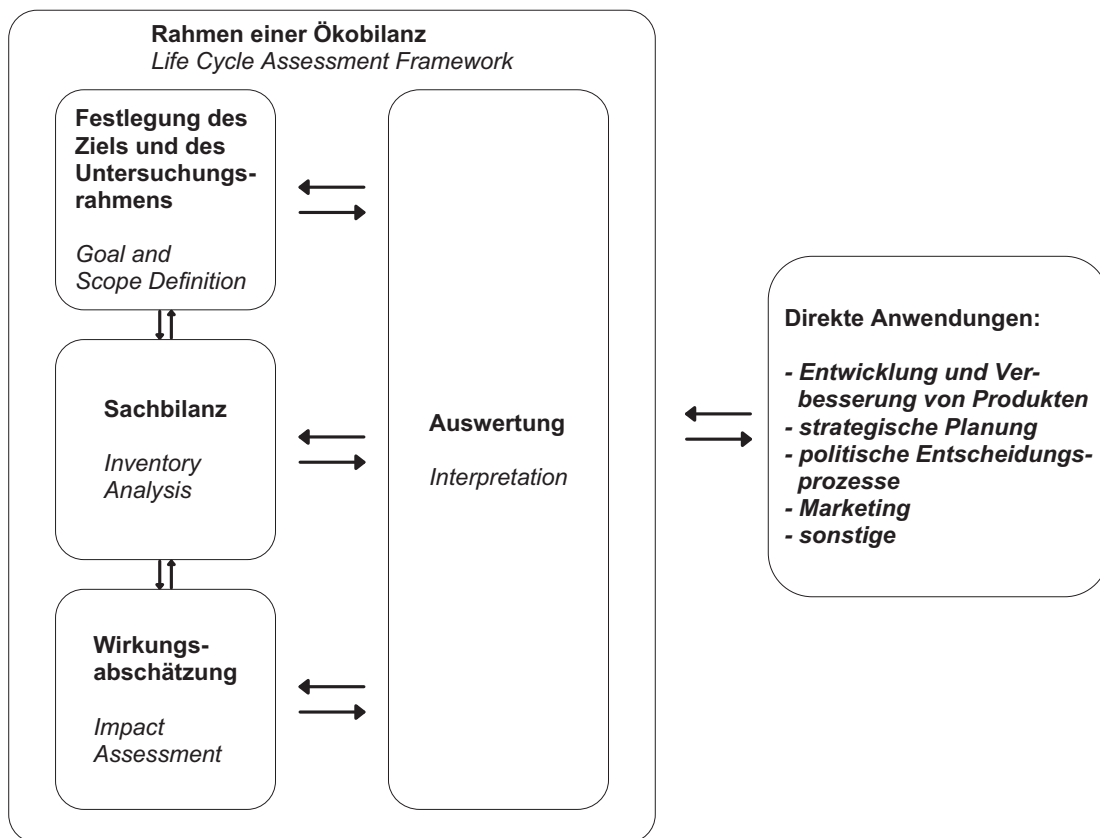 Rahmen einer Ökobilanz
Life Cycle Assessment Framework
Festlegung des
Ziels und des
Untersuchungs-
rahmens
Goal and
Scope Definition
Sachbilanz
Inventory
Analysis
Wirkungs-
abschätzung
Impact
Assessment
Auswertung
Interpretation
Direkte Anwendungen:
- Entwicklung und Ver-
besserung von Produkten
- strategische Planung
- politische Entscheidungs-
prozesse
- Marketing
- sonstige